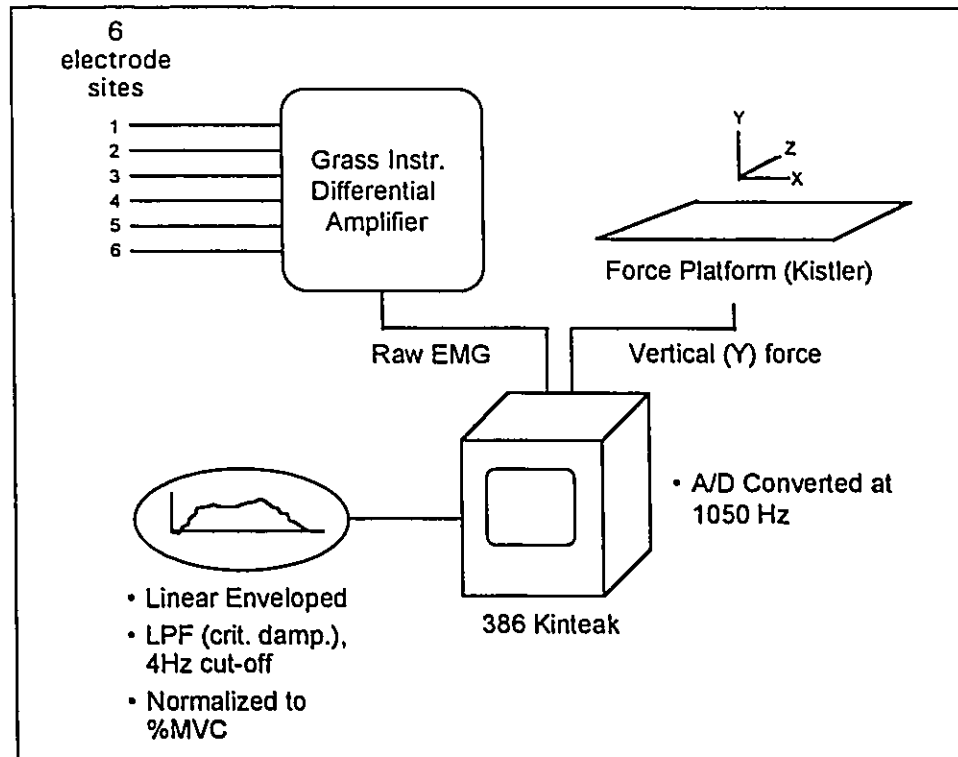 6
electrode
sites
1
2
3
4
5
6
Grass Instr.
Differential
Amplifier
Y
Z
X
Force Platform (Kistler)
Raw EMG
Vertical (Y) force
• A/D Converted at
1050 Hz
386 Kinteak
• Linear Enveloped
• LPF (crit. damp.),
4Hz cut-off
• Normalized to
%MVC